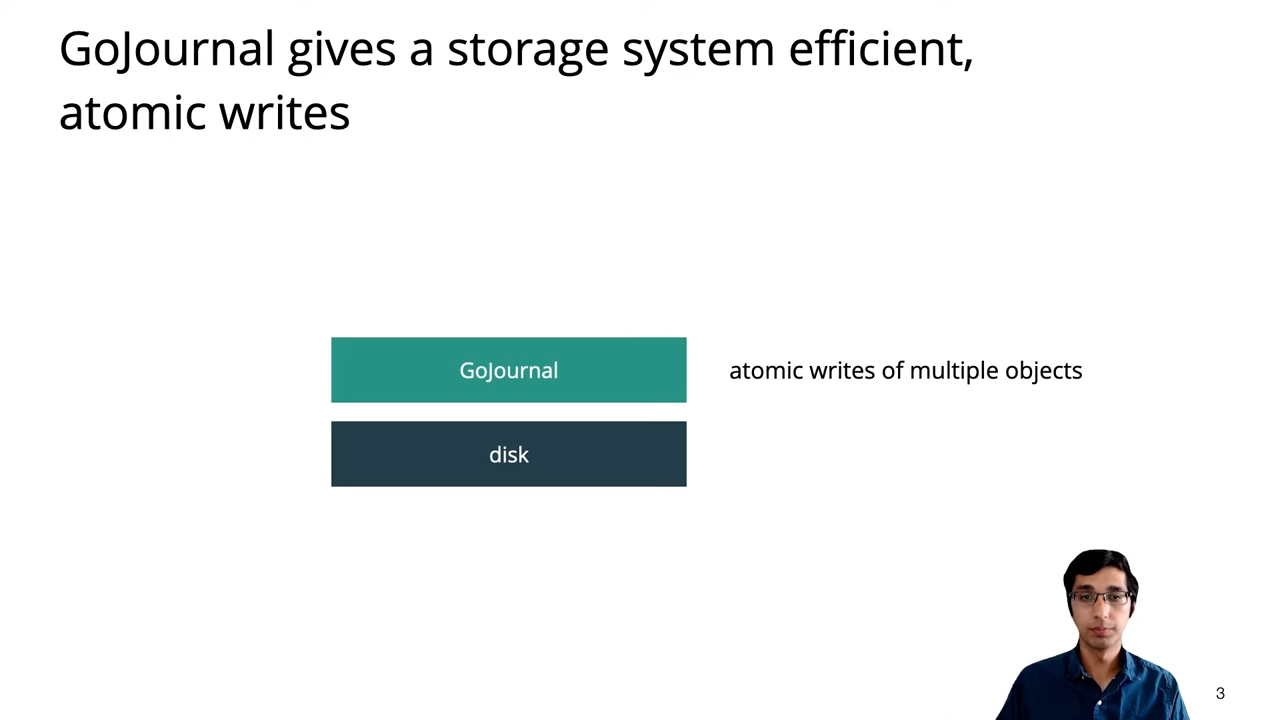 GoJournal gives a storage system efficient,
atomic writes
GoJournal
atomic writes of multiple objects
disk
3